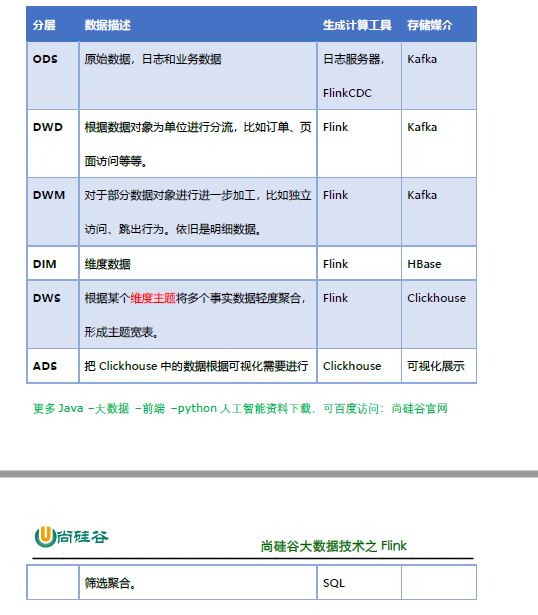 分层 数据描述 生成计算工具 存储媒介
ODS 原始数据，日志和业务数据 日志服务器， Kafka
FlinkCDC
DWD 根据数据对象为单位进行分流，比如订单、页 Flink Kafka
面访问等等。
DWM 对于部分数据对象进行进一步加工，比如独立 Flink Kafka
访问、跳出行为。依旧是明细数据。
DIM 维度数据 Flink HBase
DWS 根据某个维度主题将多个事实数据轻度聚合， Flink Clickhouse
形成主题宽表。
ADS 把 Clickhouse 中的数据根据可视化需要进行 Clickhouse 可视化展示
更多 Java –大数据 –前端 –python 人工智能资料下载，可百度访问：尚硅谷官网
尚硅谷
尚硅谷大数据技术之 Flink
筛选聚合。 SQL